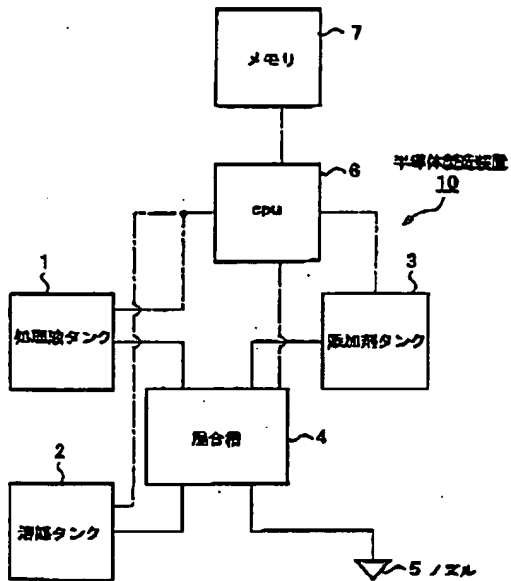 7
メモリ
6
cpu
半導体製造装置
10
1
3
処理液タンク
添加剤タンク
混合槽
4
2
溶媒タンク
5 ノズル